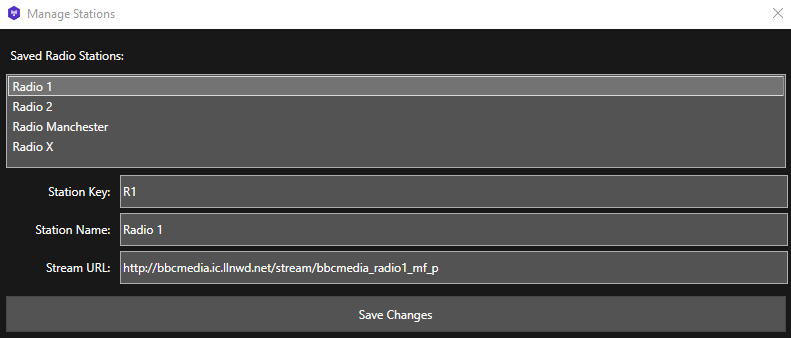 Manage Stations
Saved Radio Stations:
Radio 1
Radio 2
Radio Manchester
Radio X
Station Key: R1
Station Name: Radio 1
Stream URL: http://bbcmedia.ic.llnwd.net/stream/bbcmedia_radio1_mf_p
Save Changes